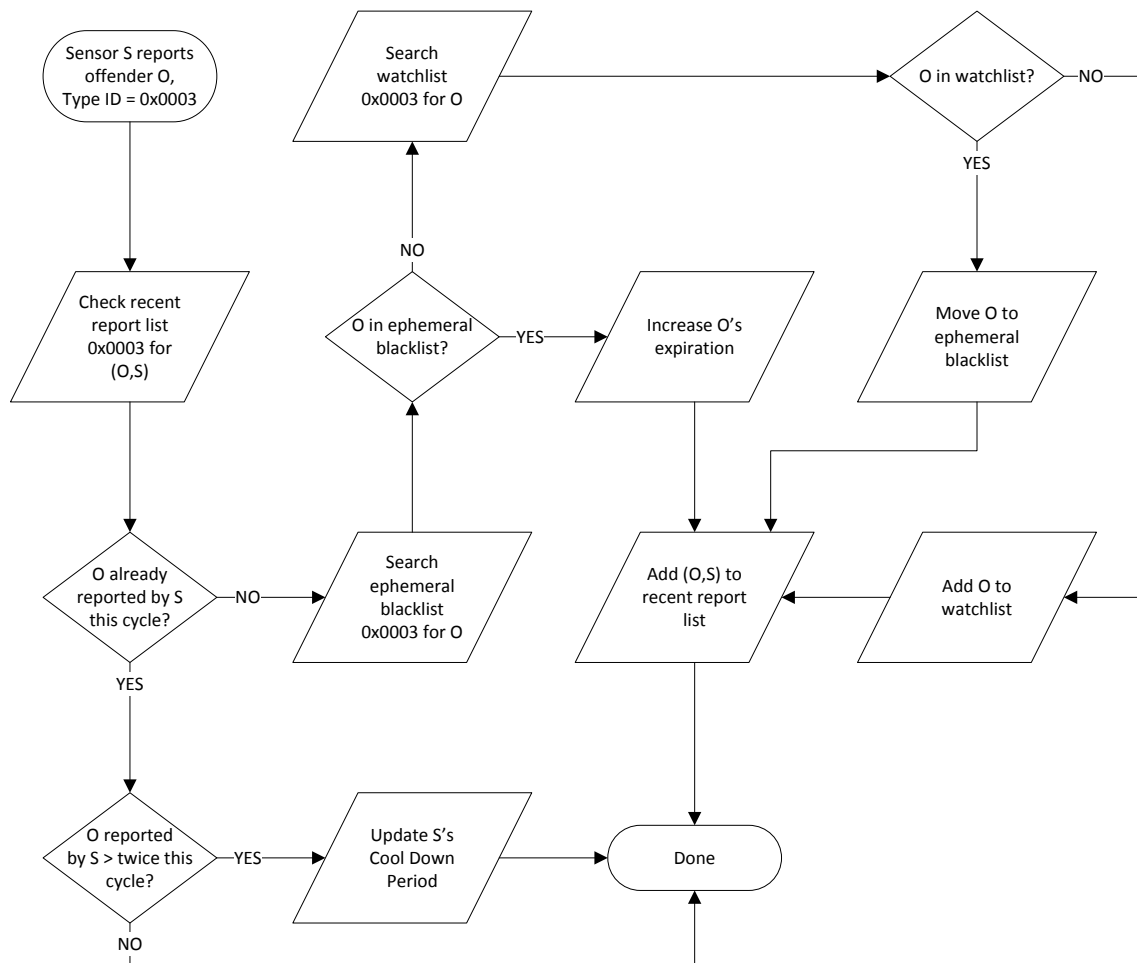 Sensor S reports
offender O,
Type ID = 0x0003
Search
watchlist
0x0003 for O
O in watchlist?
NO
YES
NO
Check recent
report list
0x0003 for
(O,S)
O in ephemeral
blacklist?
YES
Increase O's
expiration
Move O to
ephemeral
blacklist
O already
reported by S
this cycle?
NO
Search
ephemeral
blacklist
0x0003 for O
Add (O,S) to
recent report
list
Add O to
watchlist
YES
O reported
by S > twice this
cycle?
YES
Update S's
Cool Down
Period
Done
NO